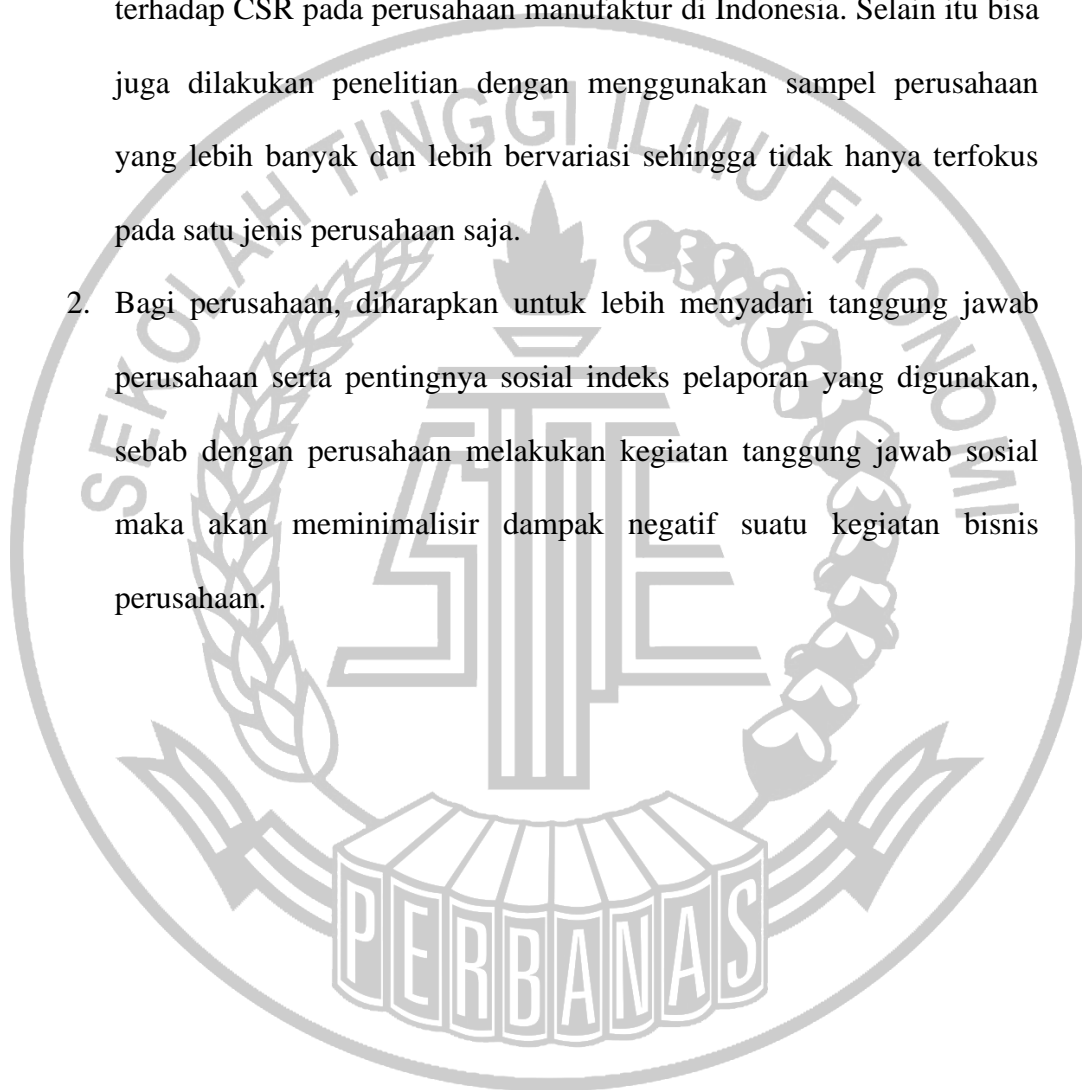 terhadap CSR pada perusahaan manufaktur di Indonesia. Selain itu bisa
juga dilakukan penelitian dengan menggunakan sampel perusahaan
yang lebih banyak dan lebih bervariasi sehingga tidak hanya terfokus
pada satu jenis perusahaan saja.
2. Bagi perusahaan, diharapkan untuk lebih menyadari tanggung jawab
perusahaan serta pentingnya sosial indeks pelaporan yang digunakan,
sebab dengan perusahaan melakukan kegiatan tanggung jawab sosial
maka akan meminimalisir dampak negatif suatu kegiatan bisnis
perusahaan.
SEKOLAH TINGGI ILMU EKONOMI
PERBANAS